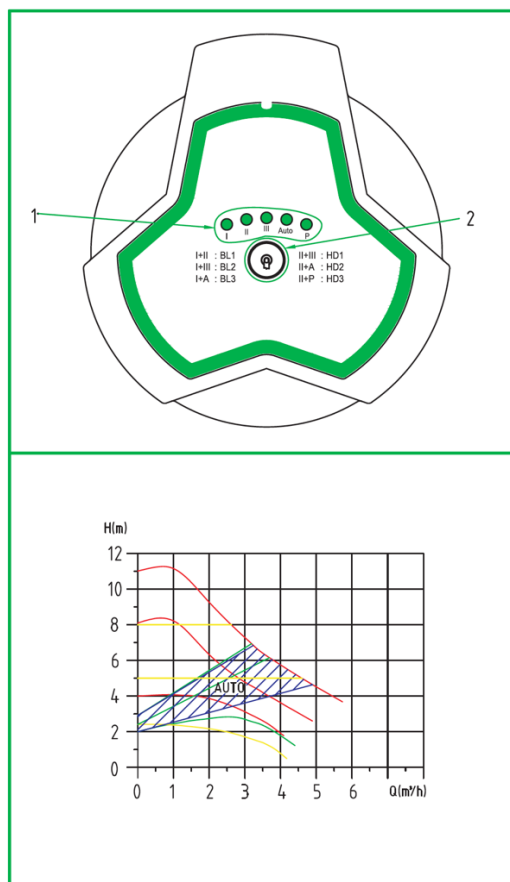 1
2
I II III Auto P
I+II : BL1 II+III : HD1
I+III : BL2 II+A : HD2
I+A : BL3 II+P : HD3
H(m)
12
10
8
6
AUTO
4
2
0
0 1 2 3 4 5 6 Q(m³/h)